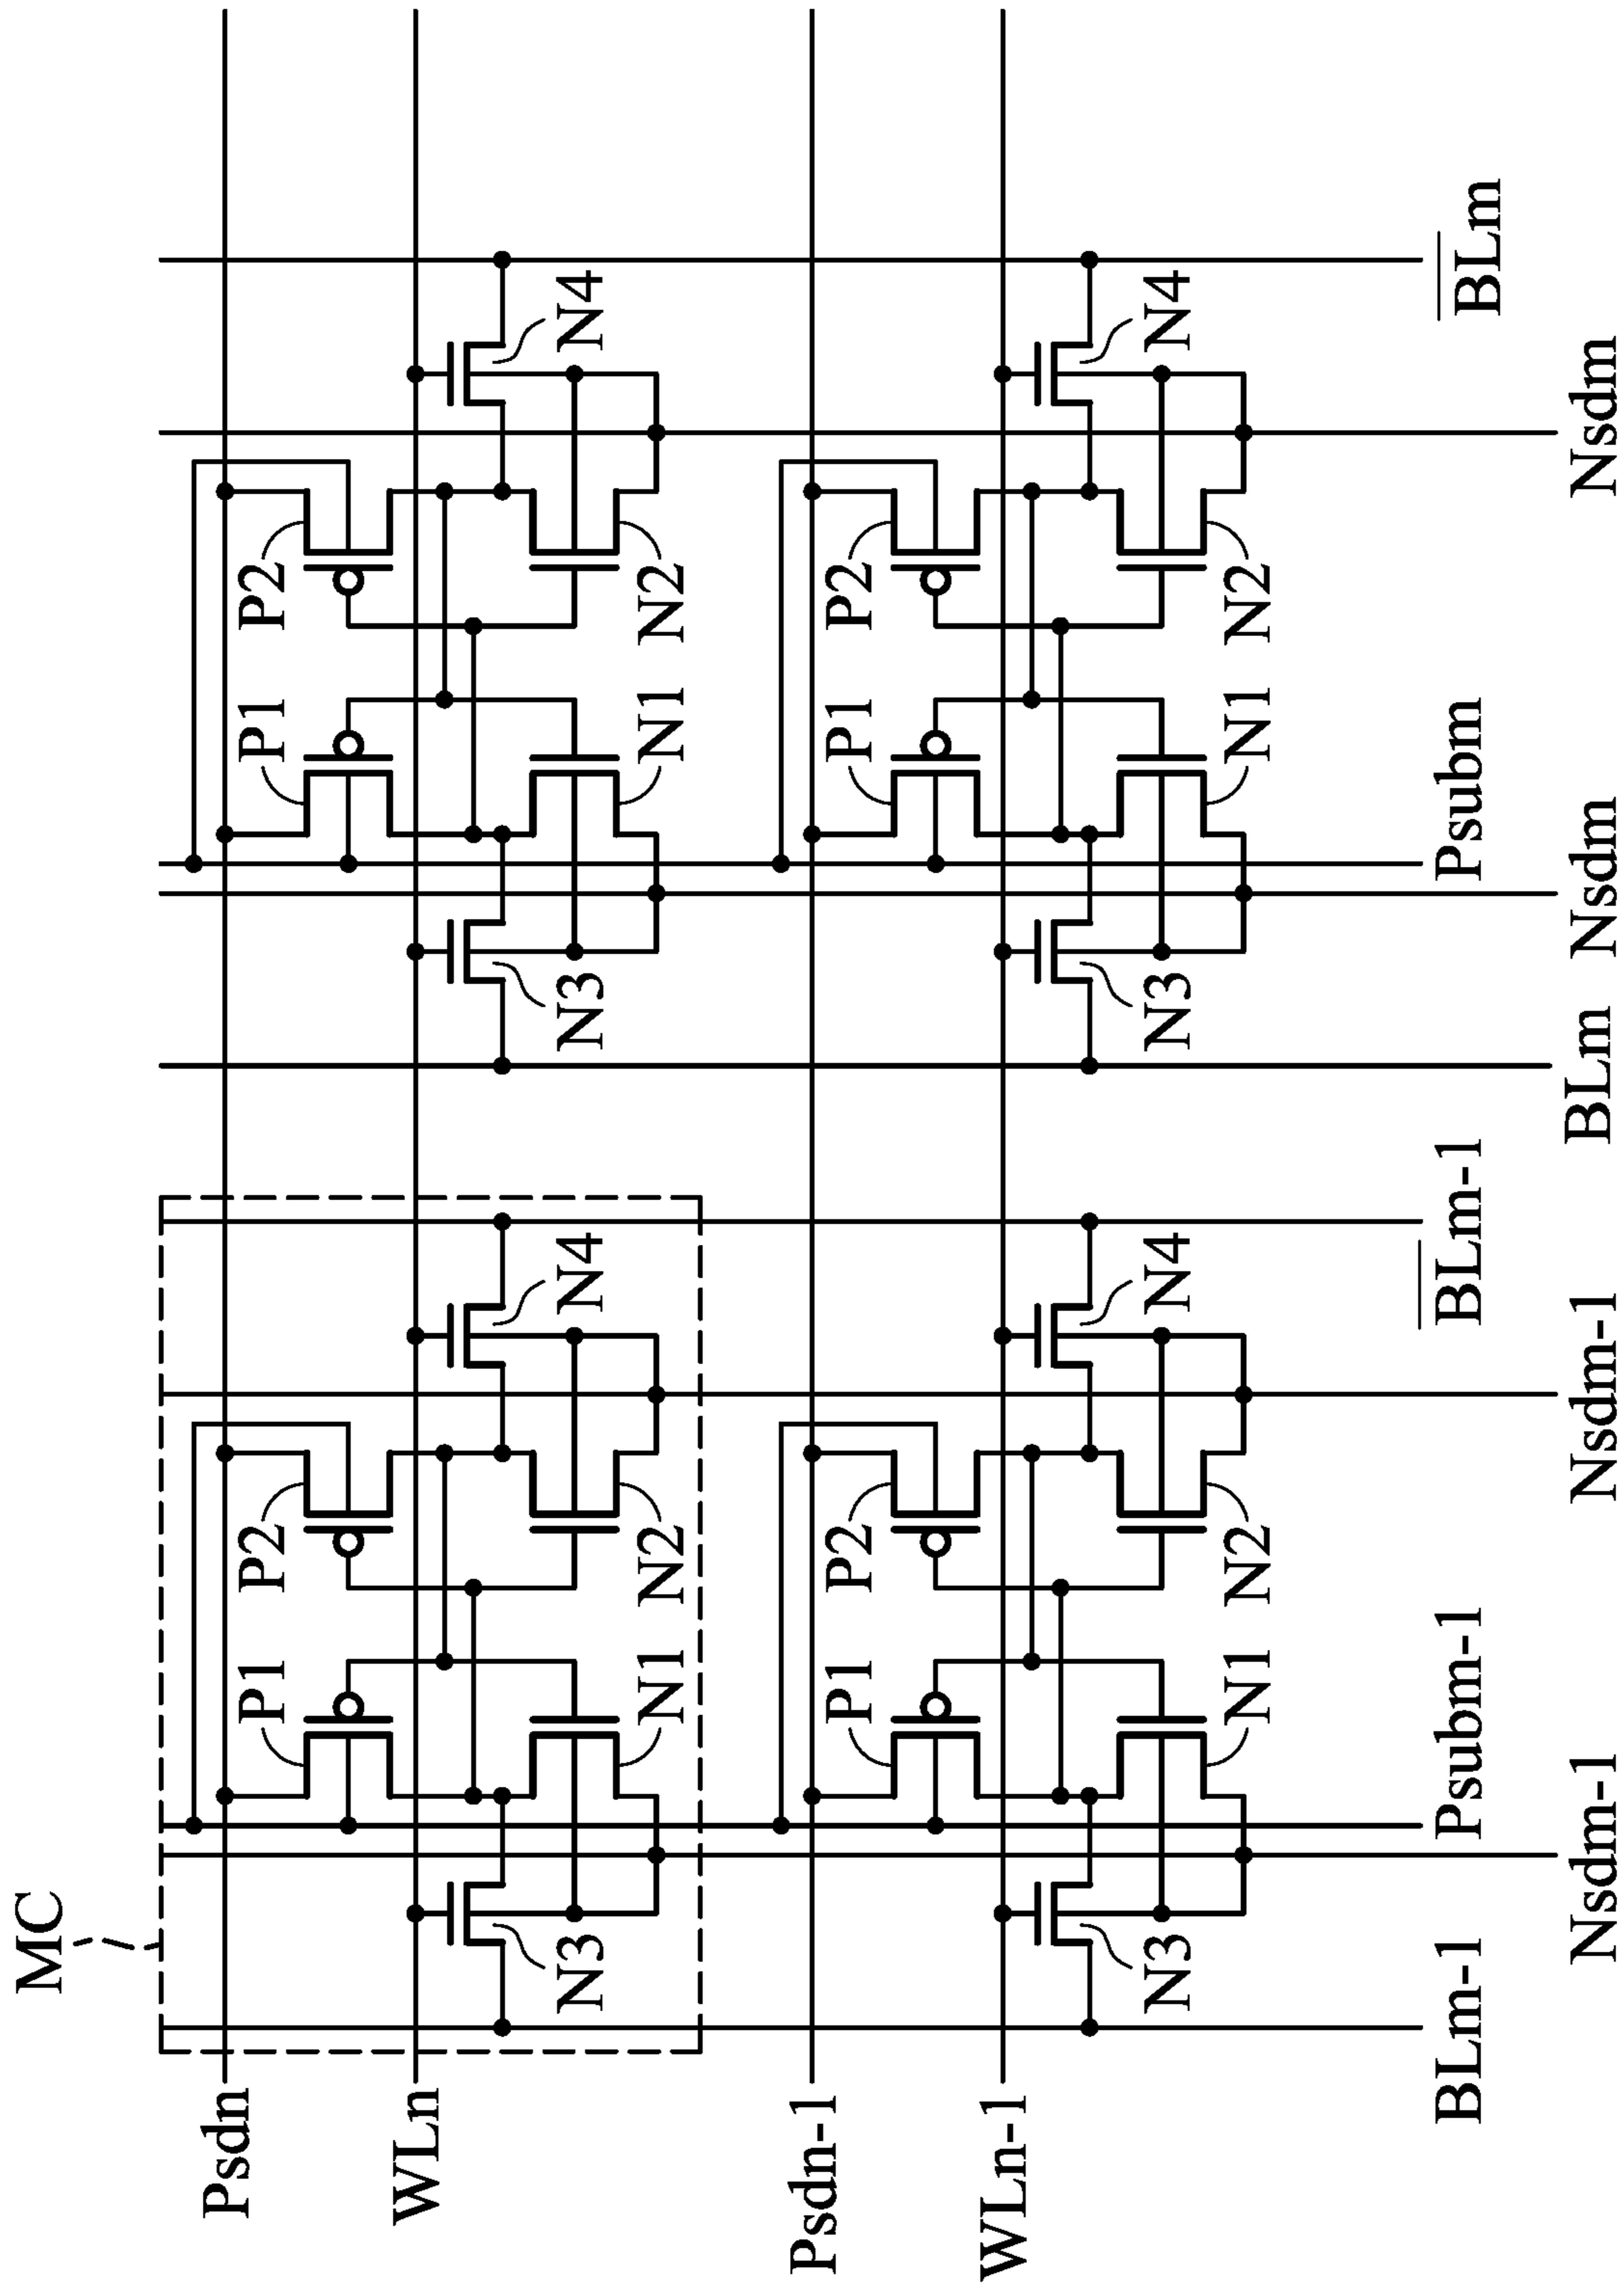 MC
Psdn P1 P2 P1 P2
WLn
N3 N4 N3 N4
N1 N2 N1 N2
Psdn-1 P1 P2 P1 P2
WLn-1
N3 N4 N3 N4
N1 N2 N1 N2
BLm-1 Psubm-1 B̅L̅m-1 Psubm B̅L̅m
Nsdm-1 Nsdm-1 BLm Nsdm Nsdm